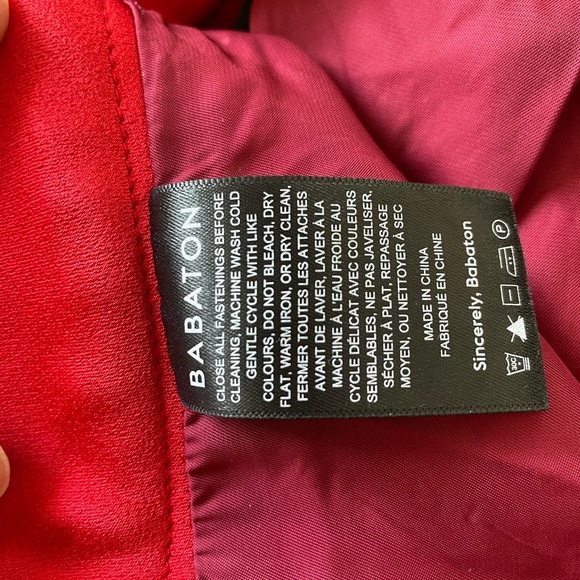 BABATON
CLOSE ALL FASTENINGS BEFORE
CLEANING, MACHINE WASH COLD
GENTLE CYCLE WITH LIKE
COLOURS, DO NOT BLEACH, DRY
FLAT, WARM IRON, OR DRY CLEAN,
FERMER TOUTES LES ATTACHES
AVANT DE LAVER, LAVER À LA
MACHINE À L'EAU FROIDE AU
CYCLE DÉLICAT AVEC COULEURS
SEMBLABLES, NE PAS JAVELISER,
SÉCHER À PLAT, REPASSAGE
MOYEN, OU NETTOYER À SEC
MADE IN CHINA
FABRIQUÉ EN CHINE
Sincerely, Babaton
30C P